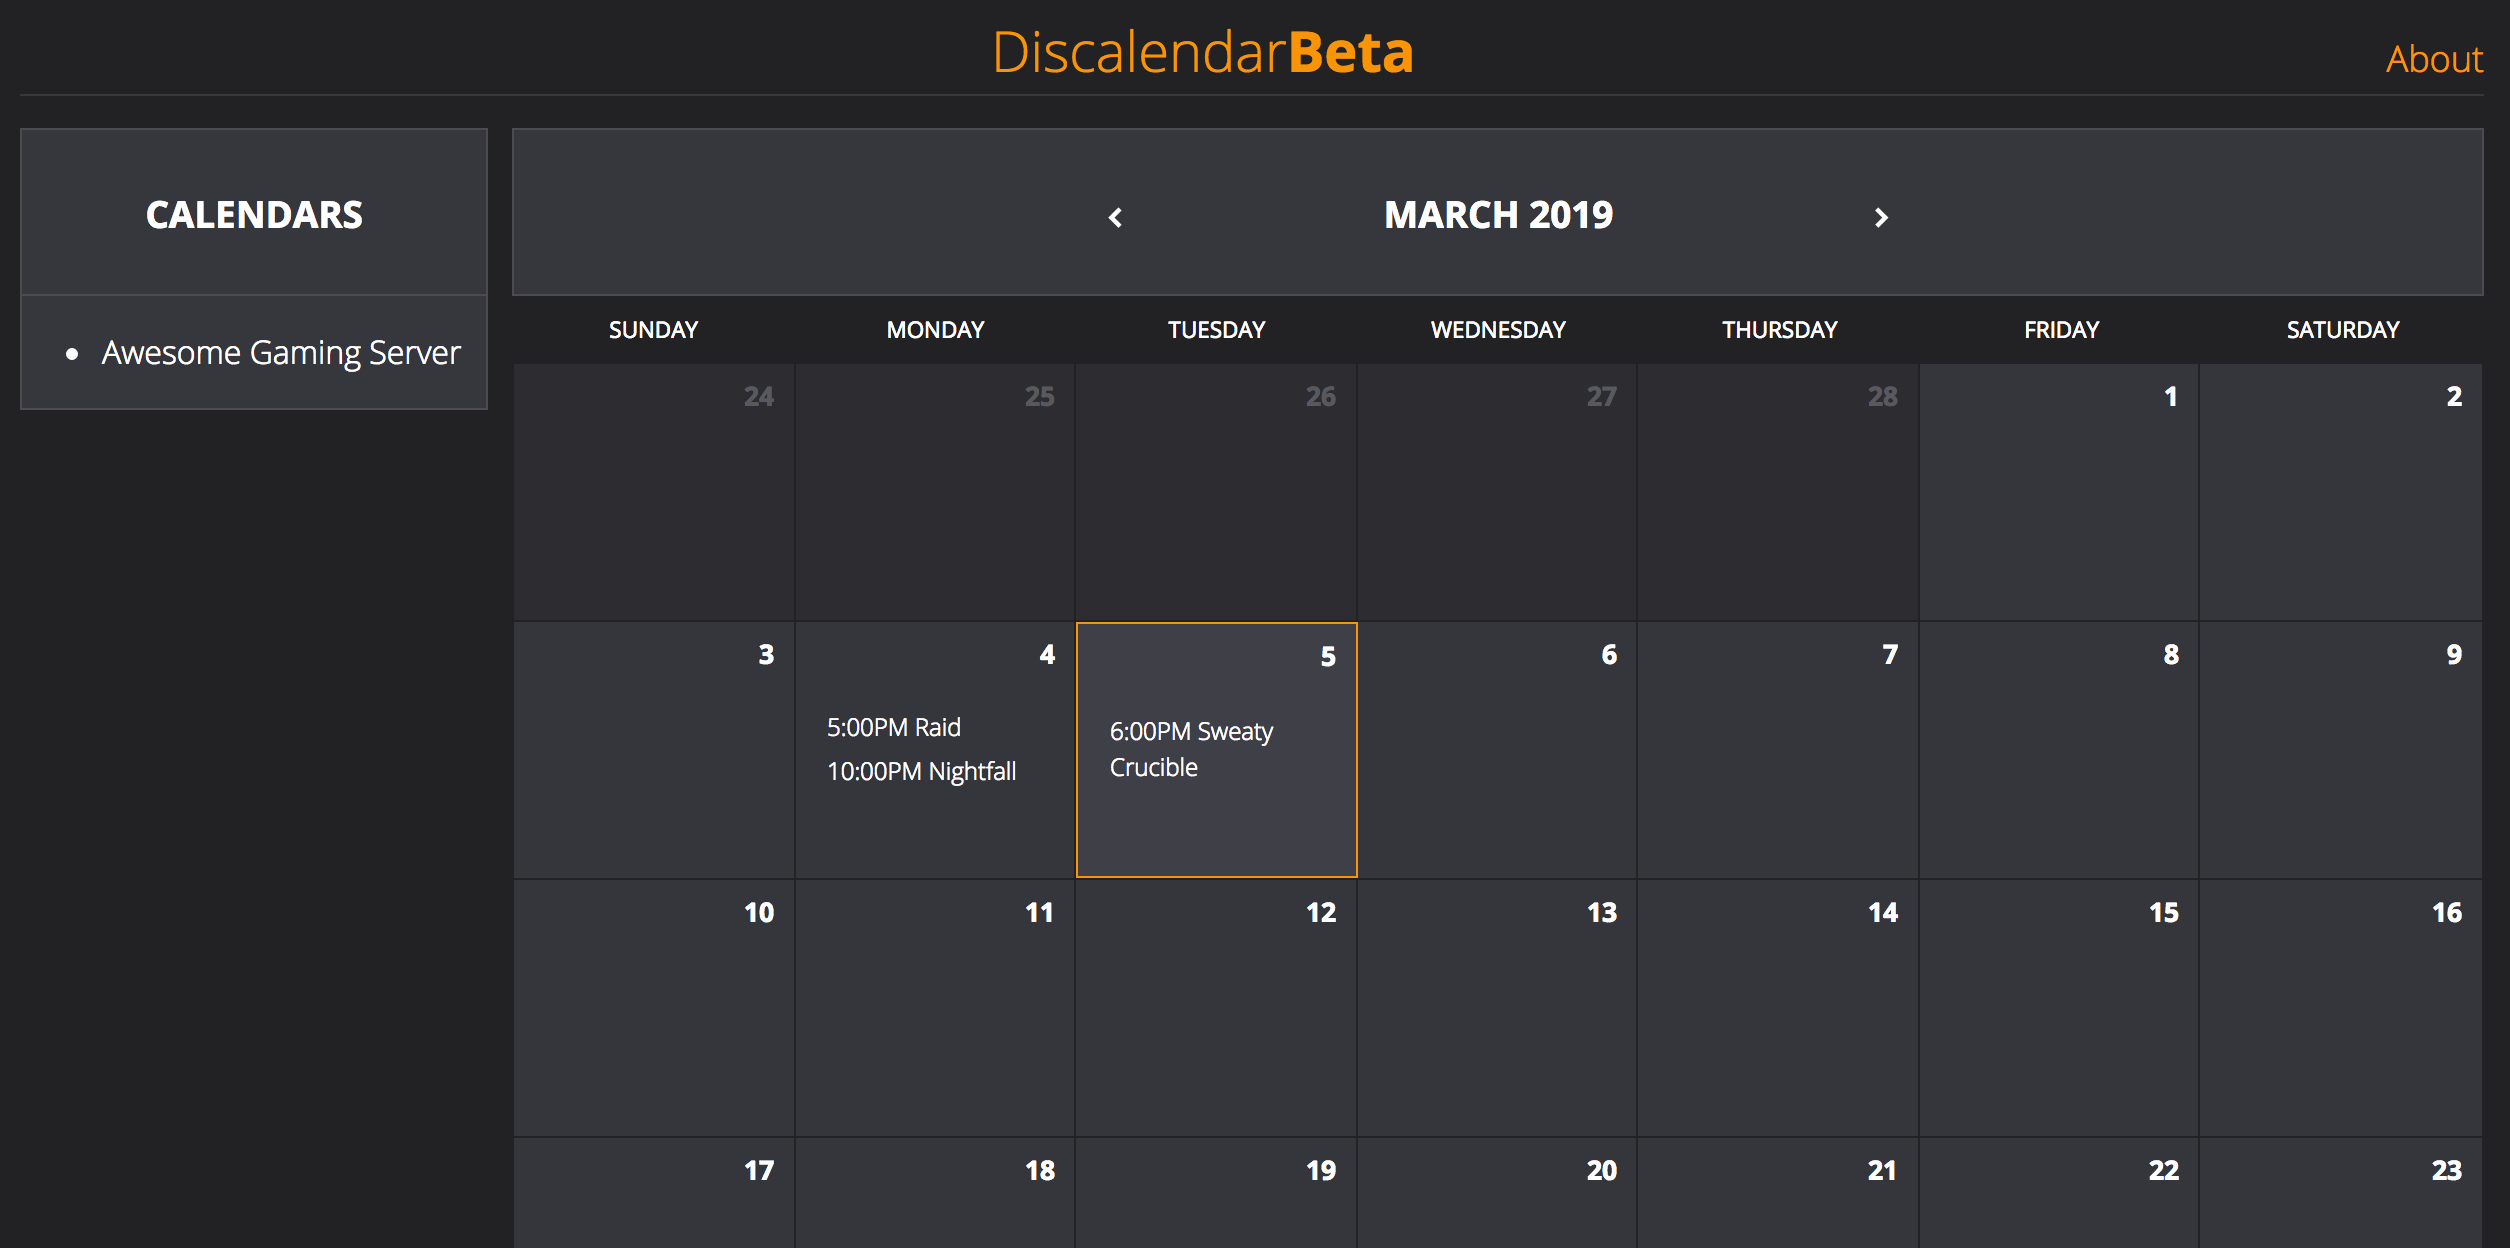 DiscalendarBeta
About
CALENDARS
Awesome Gaming Server
MARCH 2019
SUNDAY MONDAY TUESDAY WEDNESDAY THURSDAY FRIDAY SATURDAY
24 25 26 27 28 1 2
3 4 5 6 7 8 9
5:00PM Raid
10:00PM Nightfall
6:00PM Sweaty
Crucible
10 11 12 13 14 15 16
17 18 19 20 21 22 23